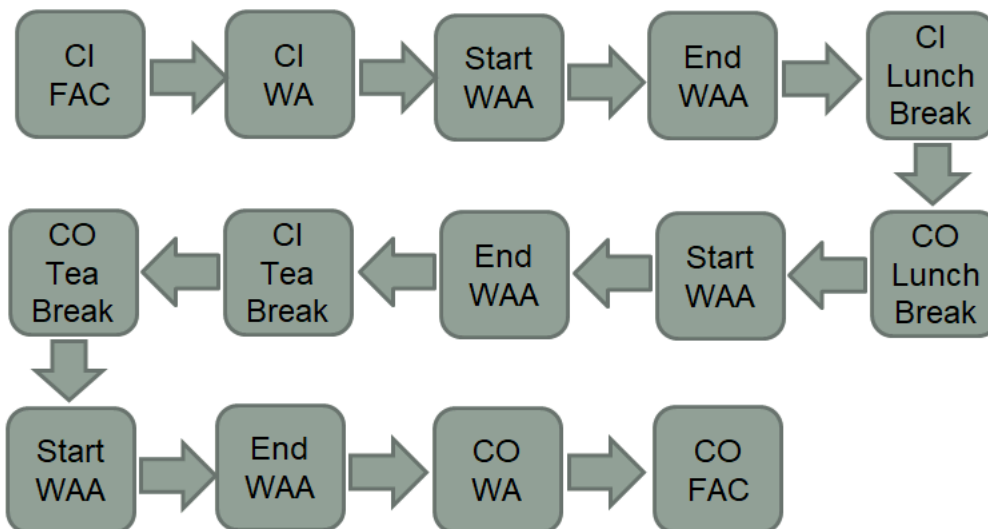 CI
FAC
CI
WA
Start
WAA
End
WAA
CI
Lunch
Break
CO
Lunch
Break
Start
WAA
End
WAA
CI
Tea
Break
CO
Tea
Break
Start
WAA
End
WAA
CO
WA
CO
FAC